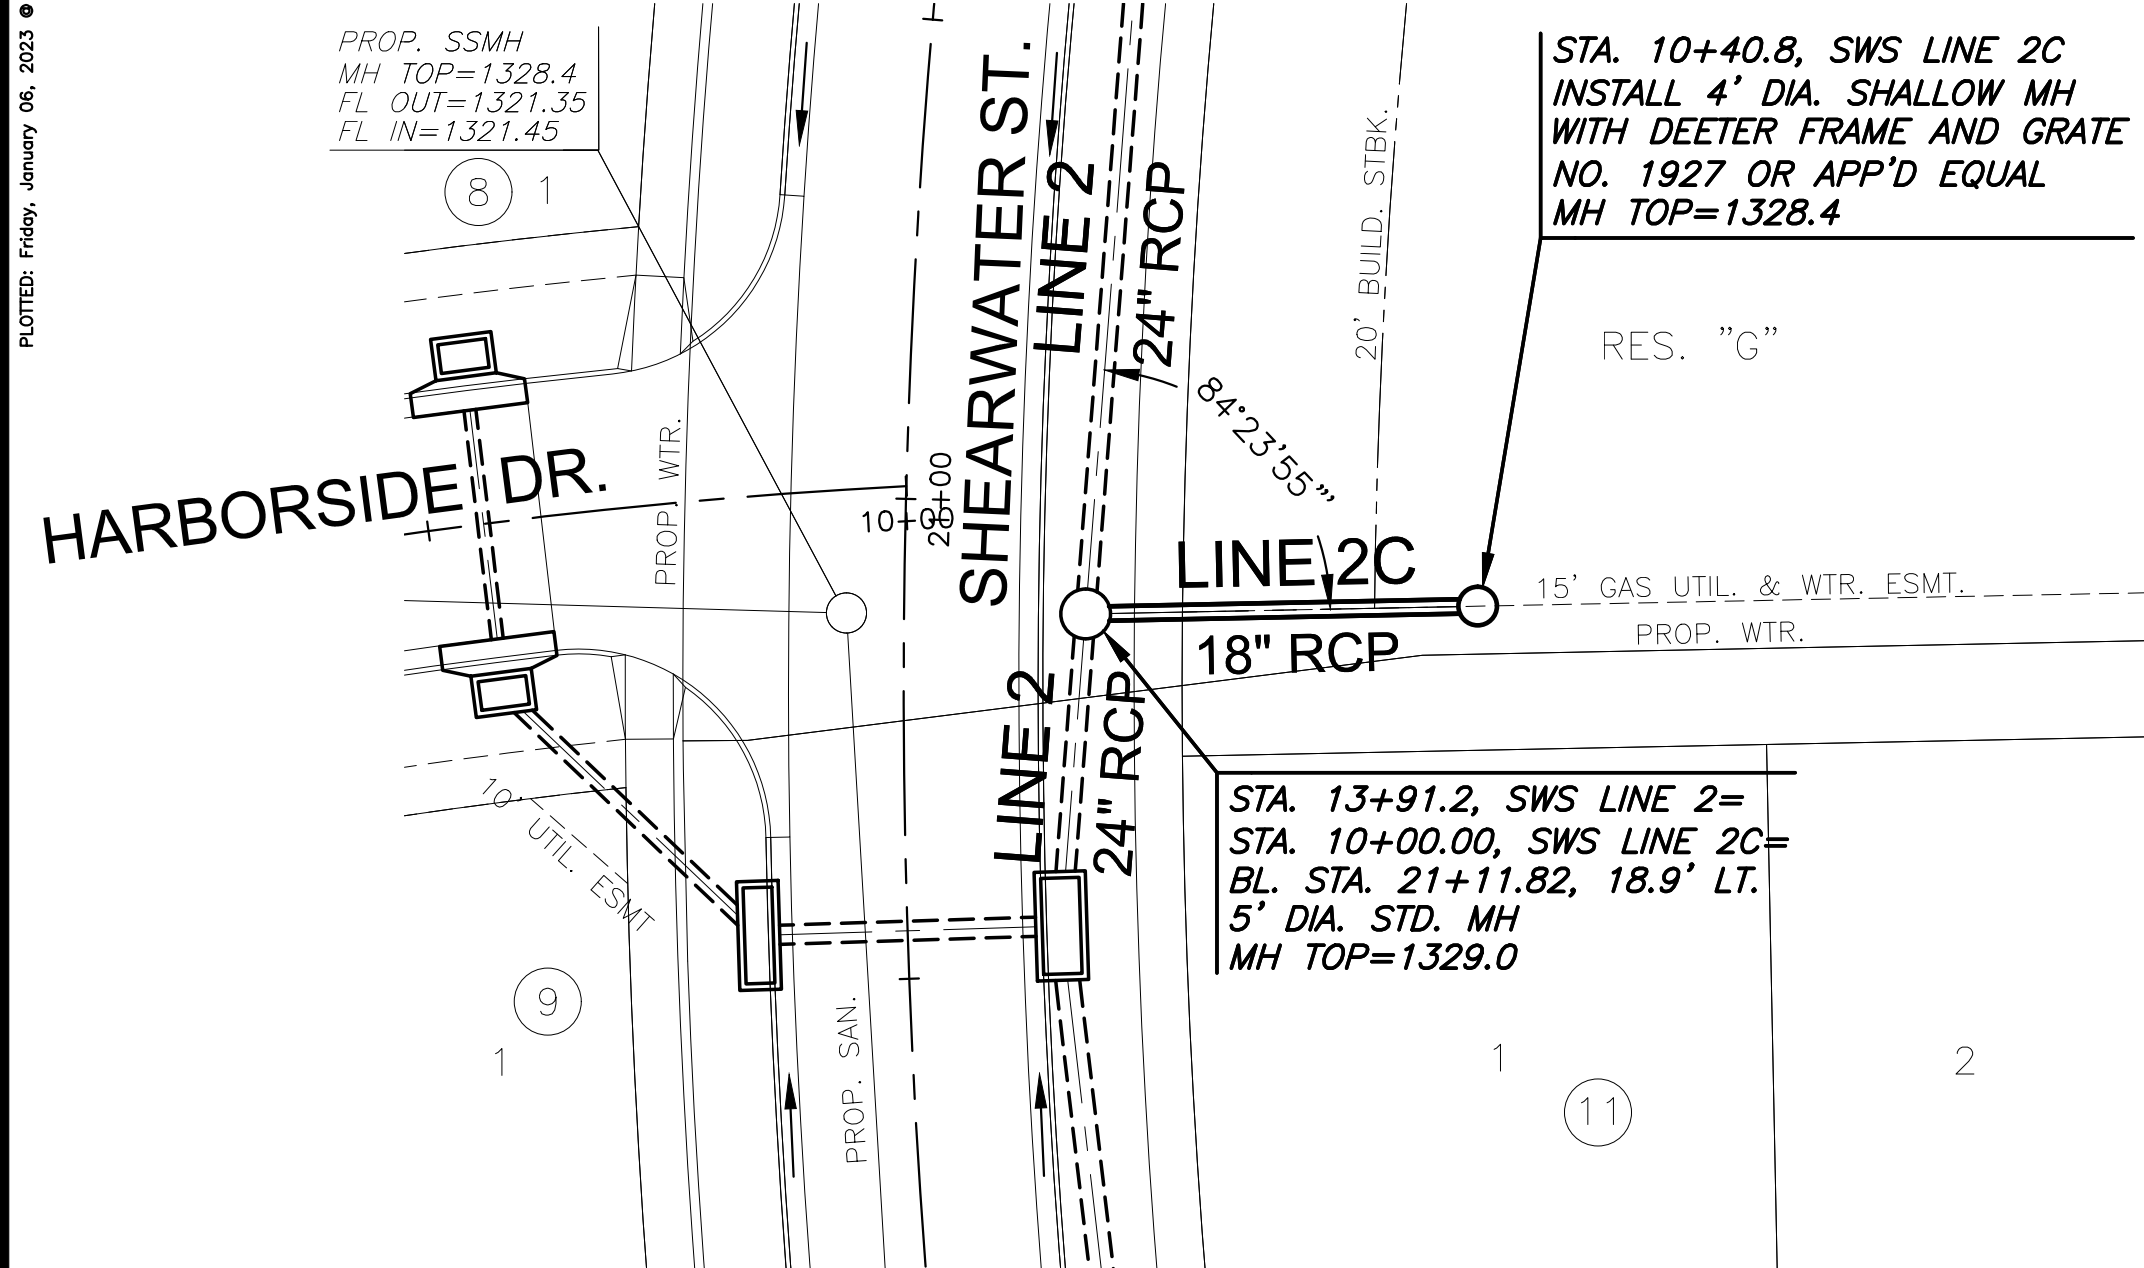 PLOTTED: Friday, January 06, 2023 @
PROP. SSMH
MH TOP=1328.4
FL OUT=1321.35
FL IN=1321.45
8
1
STA. 10+40.8, SWS LINE 2C
INSTALL 4' DIA. SHALLOW MH
WITH DEETER FRAME AND GRATE
NO. 1927 OR APP'D EQUAL
MH TOP=1328.4
SHEARWATER ST.
LINE 2
24" RCP
20' BUILD. STBK.
RES. "G"
84°23'55"'
HARBORSIDE DR.
PROP. WTR.
10+00
LINE 2C
18" RCP
15' GAS UTIL. & WTR. ESMT.
PROP. WTR.
LINE 2
24" RCP
STA. 13+91.2, SWS LINE 2=
STA. 10+00.00, SWS LINE 2C=
BL. STA. 21+11.82, 18.9' LT.
5' DIA. STD. MH
MH TOP=1329.0
10' UTIL. ESMT
9
1
PROP. SAN.
1
11
2